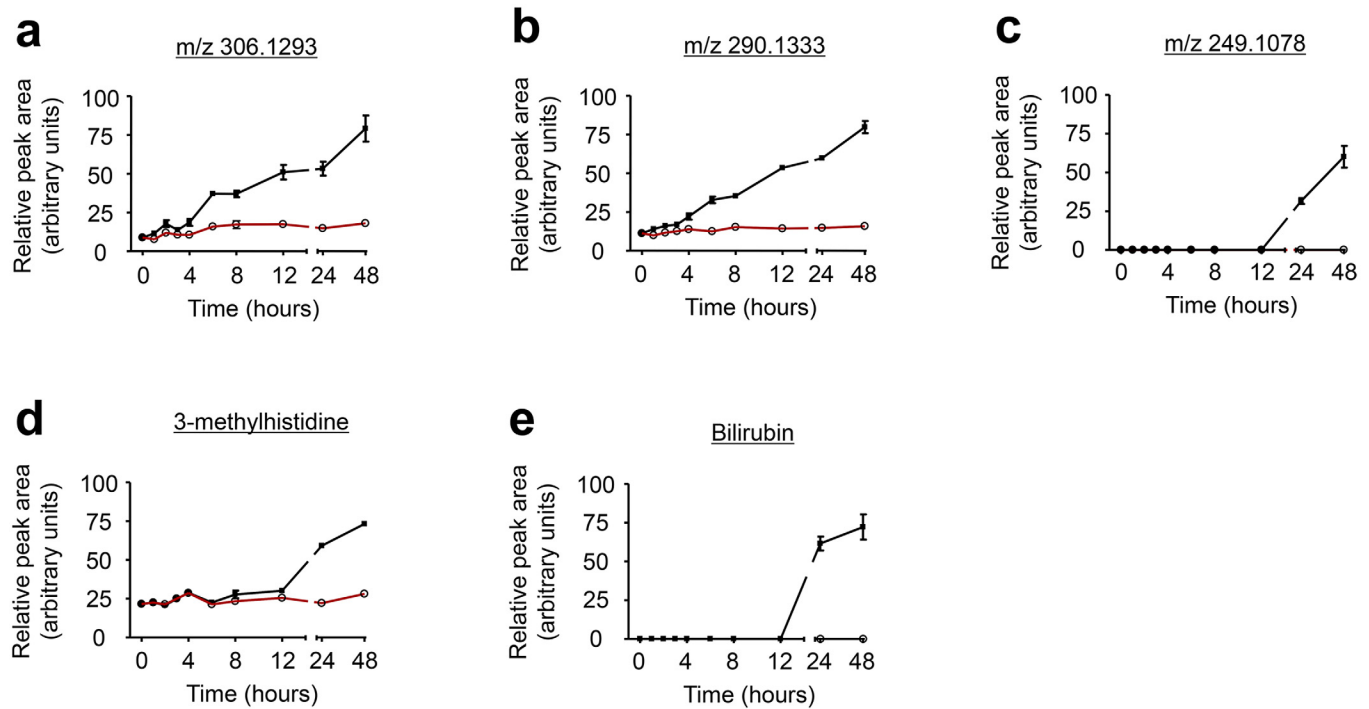 a
m/z 306.1293
Relative peak area
(arbitrary units)
100
75
50
25
0
0 4 8 12 24 48
Time (hours)
b
m/z 290.1333
Relative peak area
(arbitrary units)
100
75
50
25
0
0 4 8 12 24 48
Time (hours)
c
m/z 249.1078
Relative peak area
(arbitrary units)
100
75
50
25
0
0 4 8 12 24 48
Time (hours)
d
3-methylhistidine
Relative peak area
(arbitrary units)
100
75
50
25
0
0 4 8 12 24 48
Time (hours)
e
Bilirubin
Relative peak area
(arbitrary units)
100
75
50
25
0
0 4 8 12 24 48
Time (hours)